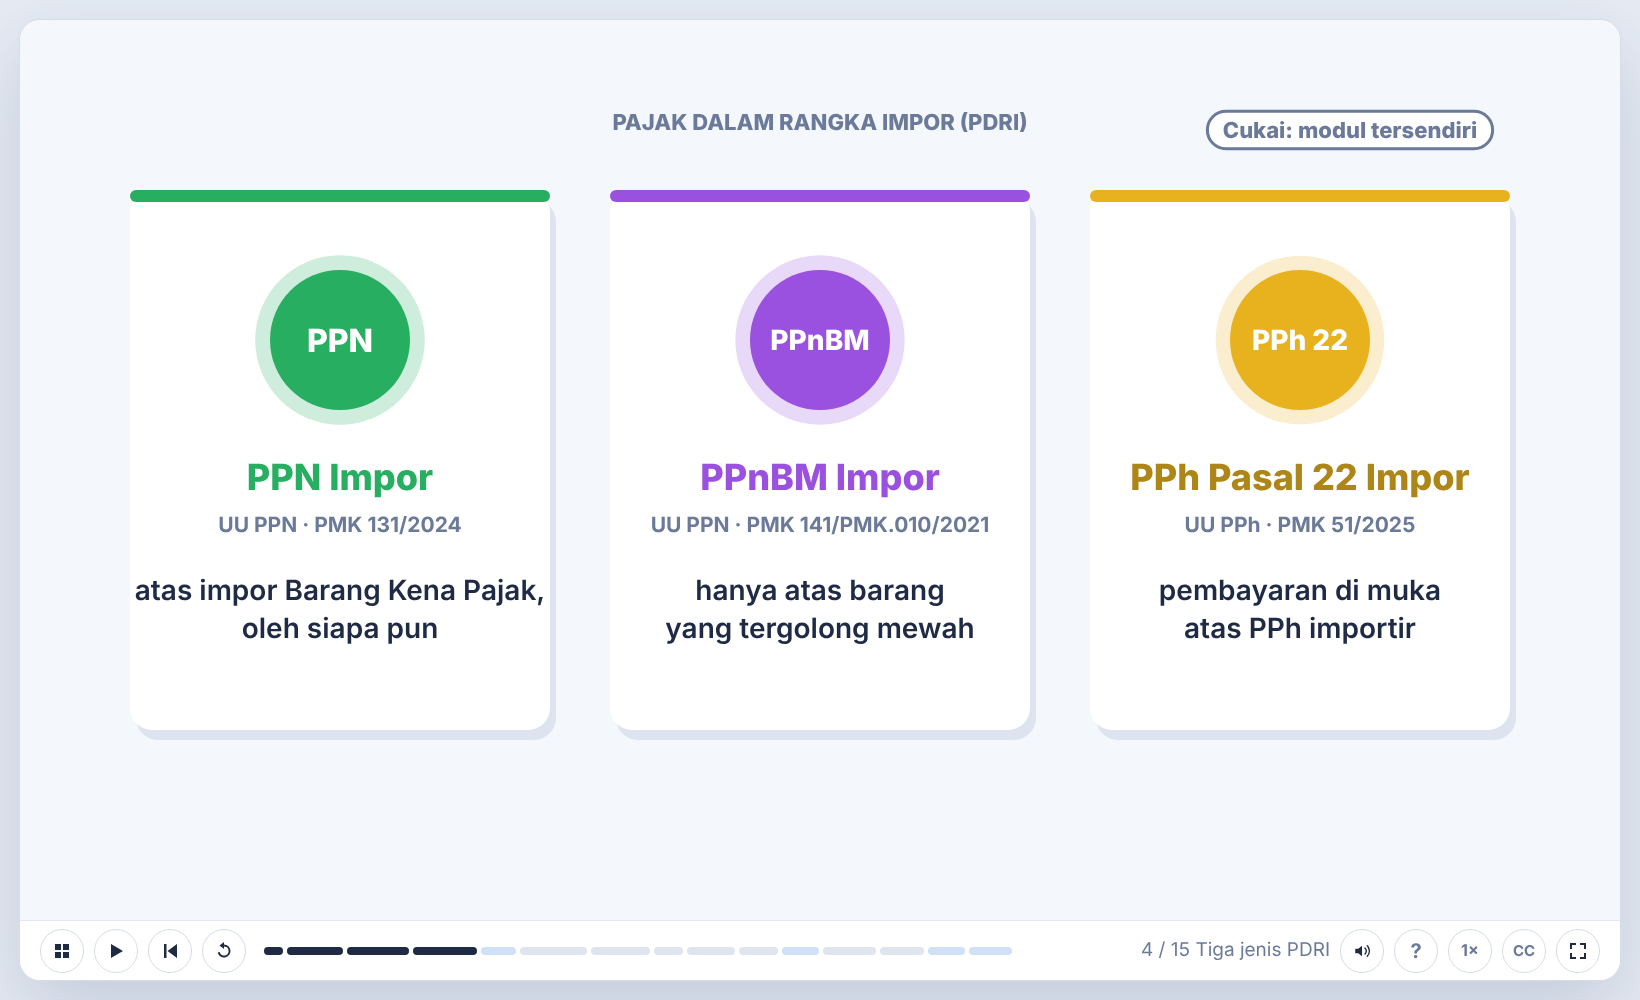 PAJAK DALAM RANGKA IMPOR (PDRI)
Cukai: modul tersendiri
PPN
PPN Impor
UU PPN · PMK 131/2024
atas impor Barang Kena Pajak,
oleh siapa pun
PPnBM
PPnBM Impor
UU PPN · PMK 141/PMK.010/2021
hanya atas barang
yang tergolong mewah
PPh 22
PPh Pasal 22 Impor
UU PPh · PMK 51/2025
pembayaran di muka
atas PPh importir
4 / 15 Tiga jenis PDRI
?
1×
CC